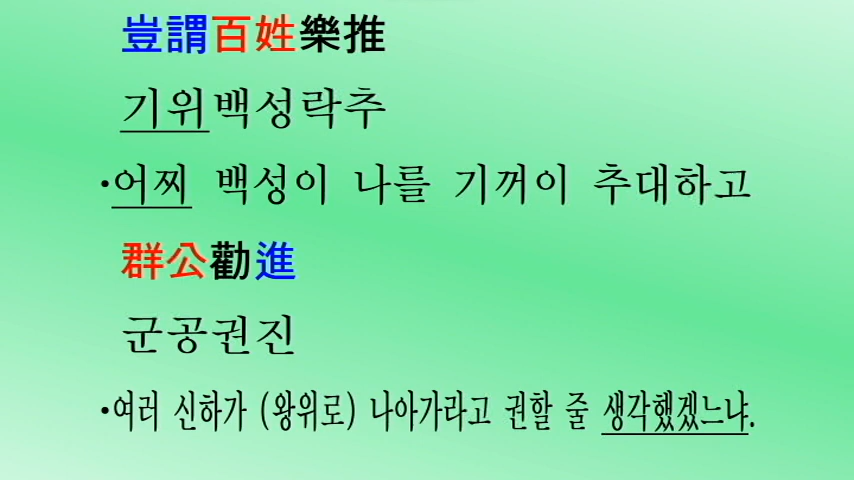 豈謂百姓樂推
기위백성락추
·어찌 백성이 나를 기꺼이 추대하고
群公勸進
군공권진
·여러 신하가 (왕위로) 나아가라고 권할 줄 생각했겠느냐.